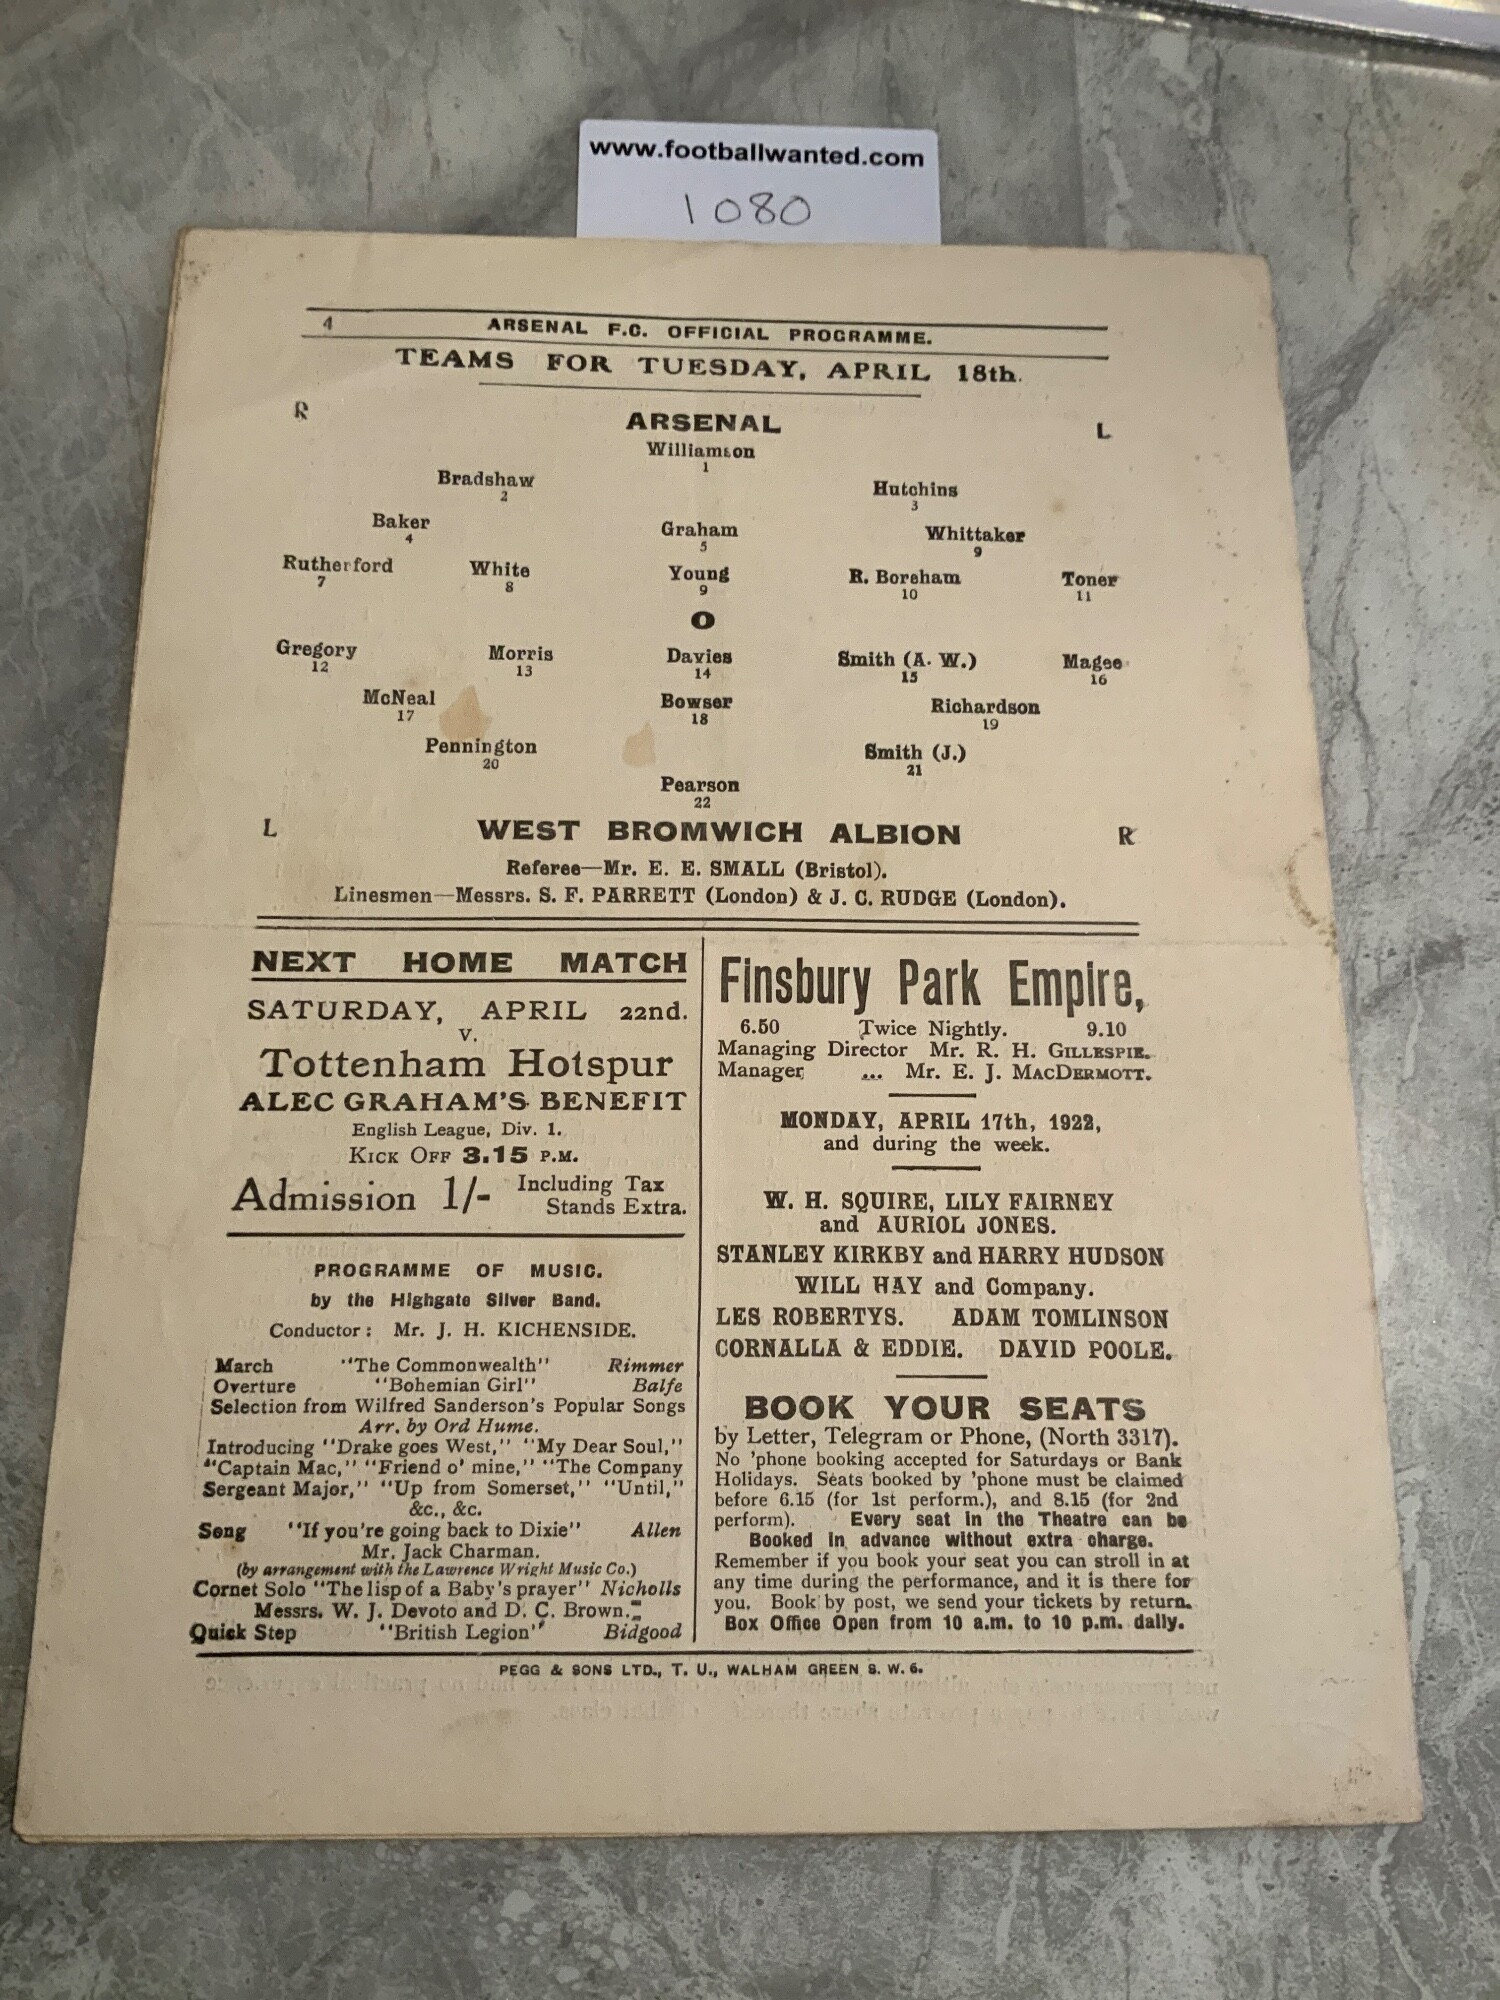 www.footballwanted.com
1080
4 ARSENAL F.C. OFFICIAL PROGRAMME.
TEAMS FOR TUESDAY, APRIL 18th.
R ARSENAL L
Williamson
1
Bradshaw Hutchins
2 3
Baker Graham Whittaker
4 5 9
Rutherford White Young R. Boreham Toner
7 8 9 10 11
O
Gregory Morris Davies Smith (A. W.) Magee
12 13 14 15 16
McNeal Bowser Richardson
17 18 19
Pennington Smith (J.)
20 21
Pearson
22
L WEST BROMWICH ALBION R
Referee—Mr. E. E. SMALL (Bristol).
Linesmen—Messrs. S. F. PARRETT (London) & J. C. RUDGE (London).
NEXT HOME MATCH
SATURDAY, APRIL 22nd.
v.
Tottenham Hotspur
ALEC GRAHAM'S BENEFIT
English League, Div. 1.
KICK OFF 3.15 P.M.
Admission 1/- Including Tax
Stands Extra.
PROGRAMME OF MUSIC.
by the Highgate Silver Band.
Conductor: Mr. J. H. KICHENSIDE.
March "The Commonwealth" Rimmer
Overture "Bohemian Girl" Balfe
Selection from Wilfred Sanderson's Popular Songs
Arr. by Ord Hume.
Introducing "Drake goes West," "My Dear Soul,"
"Captain Mac," "Friend o' mine," "The Company
Sergeant Major," "Up from Somerset," "Until,"
&c., &c.
Song "If you're going back to Dixie" Allen
Mr. Jack Charman.
(by arrangement with the Lawrence Wright Music Co.)
Cornet Solo "The lisp of a Baby's prayer" Nicholls
Messrs. W. J. Devoto and D. C. Brown.
Quick Step "British Legion" Bidgood
Finsbury Park Empire,
6.50 Twice Nightly. 9.10
Managing Director Mr. R. H. GILLESPIE.
Manager ... Mr. E. J. MACDERMOTT.
MONDAY, APRIL 17th, 1922,
and during the week.
W. H. SQUIRE, LILY FAIRNEY
and AURIOL JONES.
STANLEY KIRKBY and HARRY HUDSON
WILL HAY and Company.
LES ROBERTYS. ADAM TOMLINSON
CORNALLA & EDDIE. DAVID POOLE.
BOOK YOUR SEATS
by Letter, Telegram or Phone, (North 3317).
No 'phone booking accepted for Saturdays or Bank
Holidays. Seats booked by 'phone must be claimed
before 6.15 (for 1st perform.), and 8.15 (for 2nd
perform). Every seat in the Theatre can be
Booked in advance without extra charge.
Remember if you book your seat you can stroll in at
any time during the performance, and it is there for
you. Book by post, we send your tickets by return.
Box Office Open from 10 a.m. to 10 p.m. daily.
PEGG & SONS LTD., T. U., WALHAM GREEN S. W. 6.